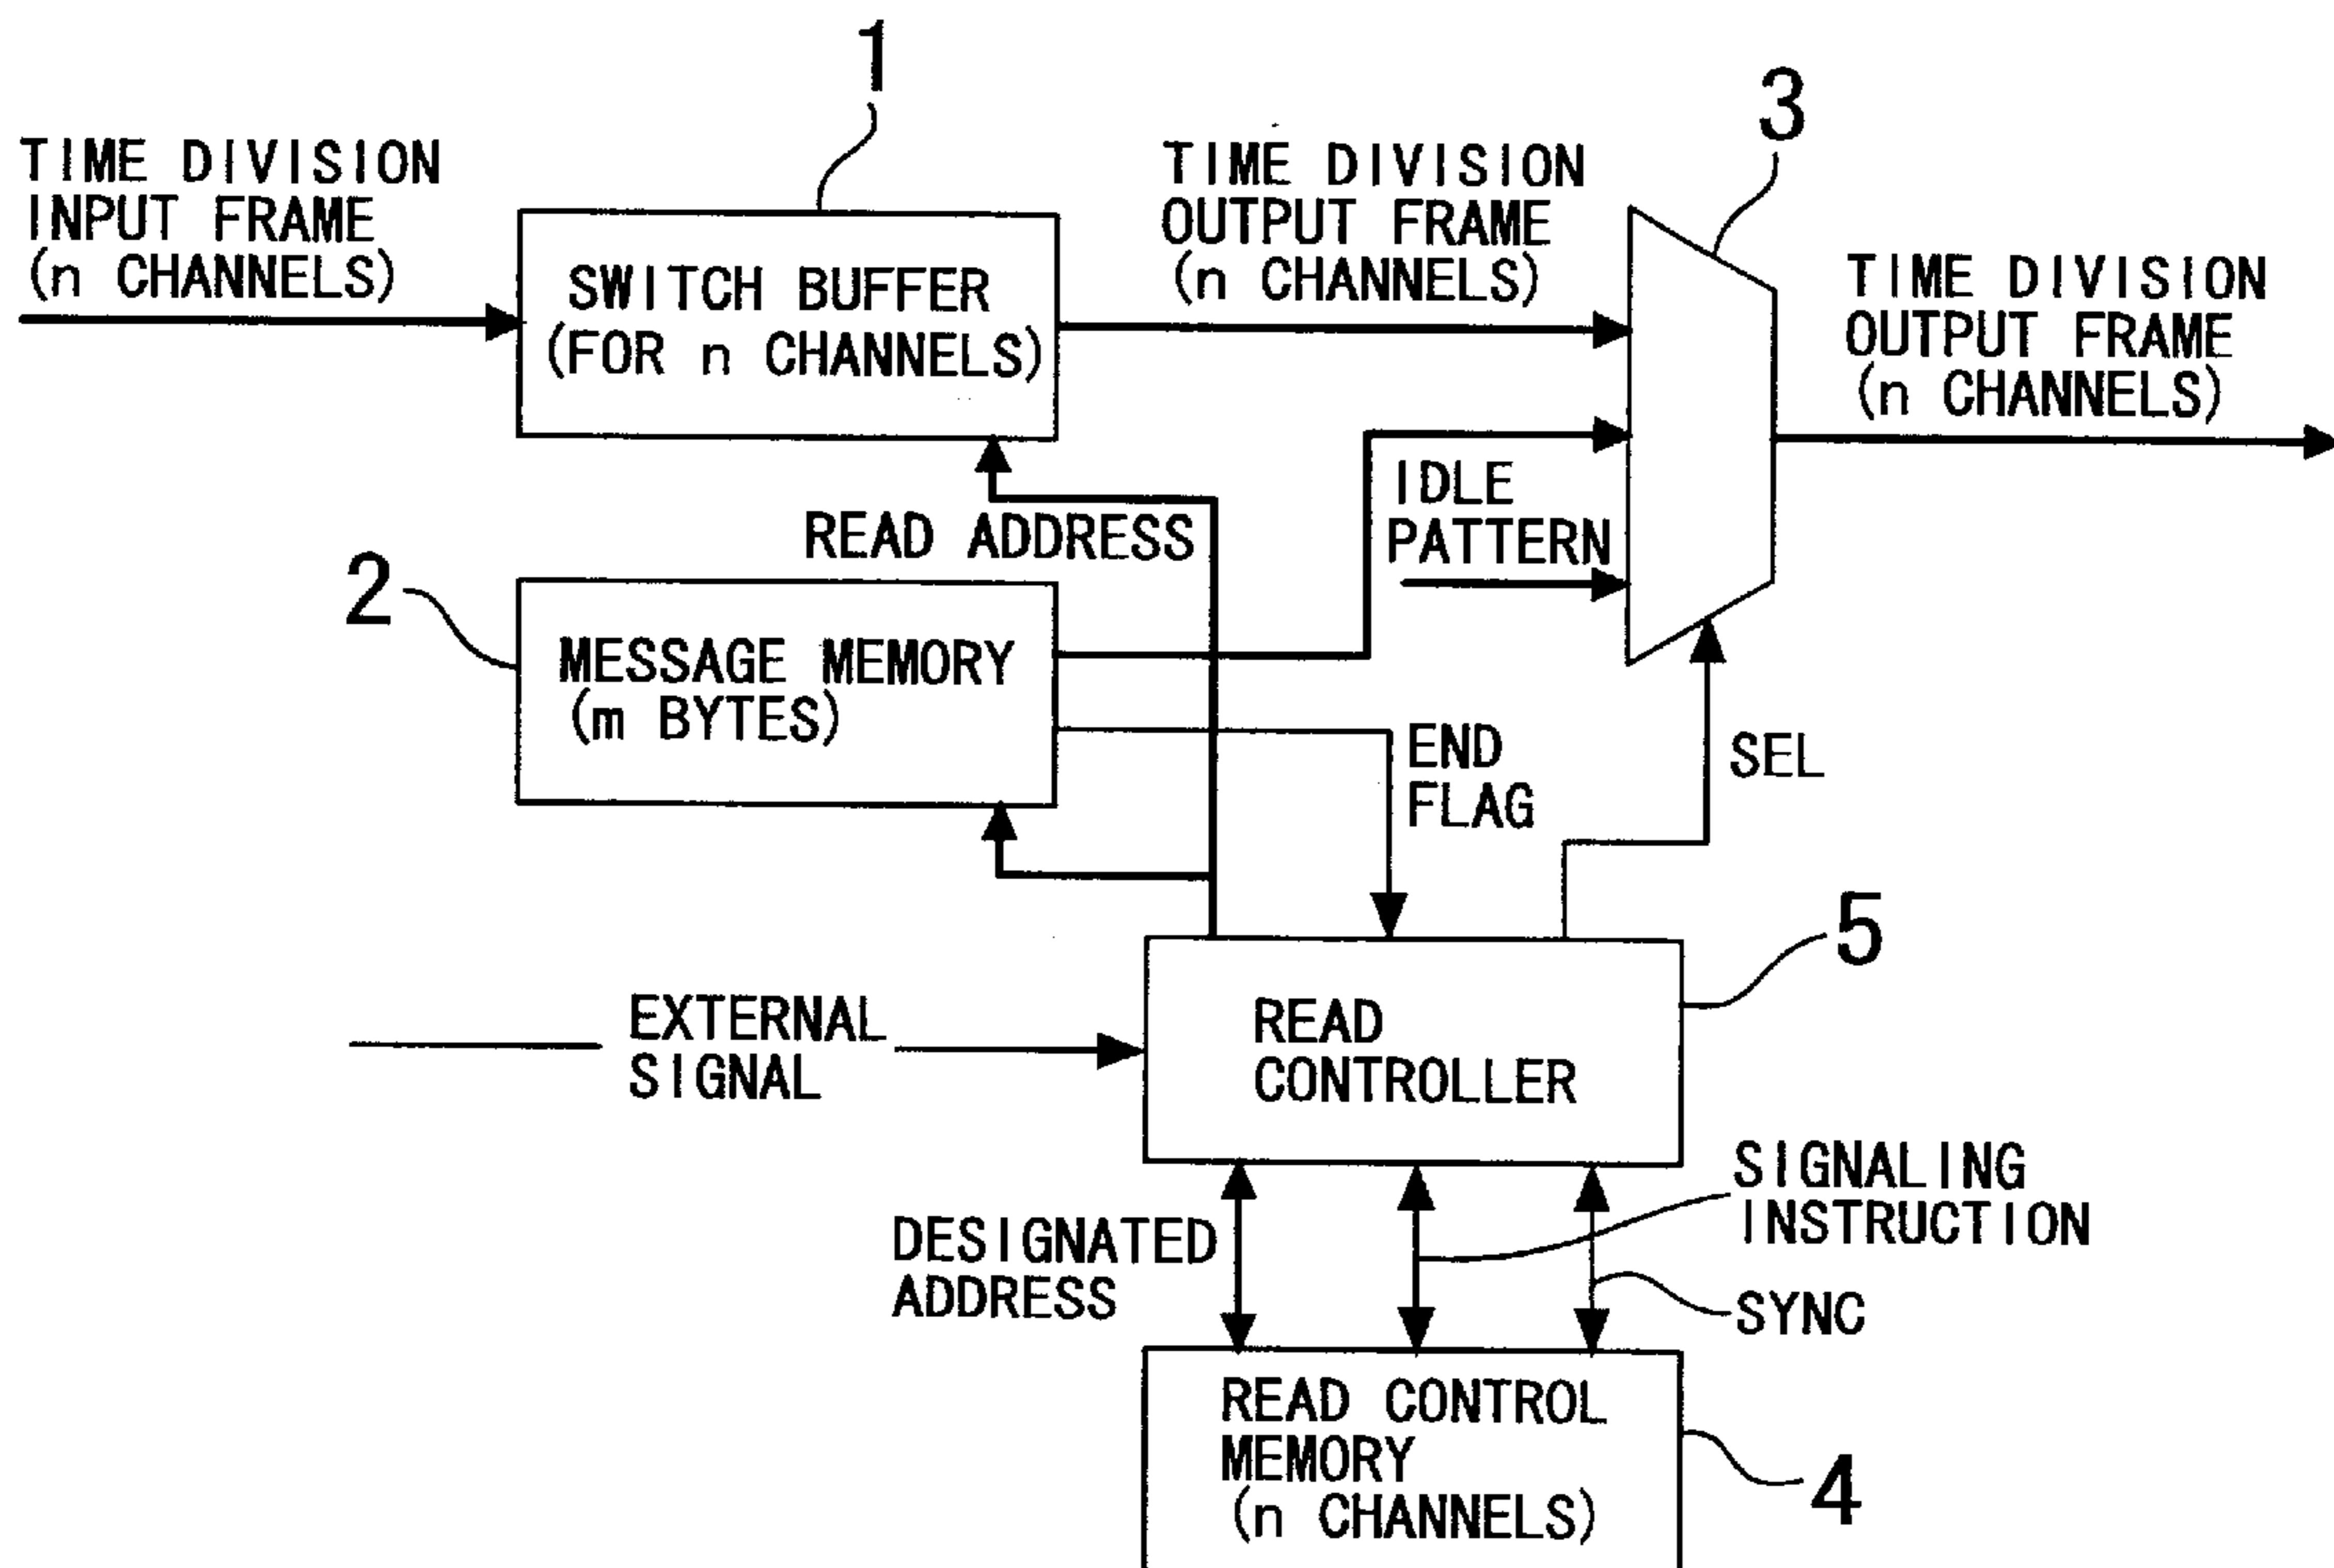 1
3
TIME DIVISION
INPUT FRAME
(n CHANNELS)
TIME DIVISION
OUTPUT FRAME
(n CHANNELS)
TIME DIVISION
OUTPUT FRAME
(n CHANNELS)
SWITCH BUFFER
(FOR n CHANNELS)
IDLE
PATTERN
READ ADDRESS
2
MESSAGE MEMORY
(m BYTES)
END
FLAG
SEL
5
EXTERNAL
SIGNAL
READ
CONTROLLER
SIGNALING
INSTRUCTION
DESIGNATED
ADDRESS
SYNC
READ CONTROL
MEMORY
(n CHANNELS)
4